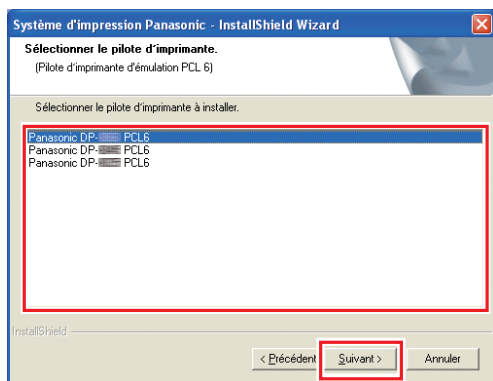 Système d'impression Panasonic - InstallShield Wizard
Sélectionner le pilote d'imprimante.
(Pilote d'imprimante d'émulation PCL 6)
Sélectionner le pilote d'imprimante à installer.
Panasonic DP- PCL6
Panasonic DP- PCL6
Panasonic DP- PCL6
InstallShield
< Précédent Suivant > Annuler